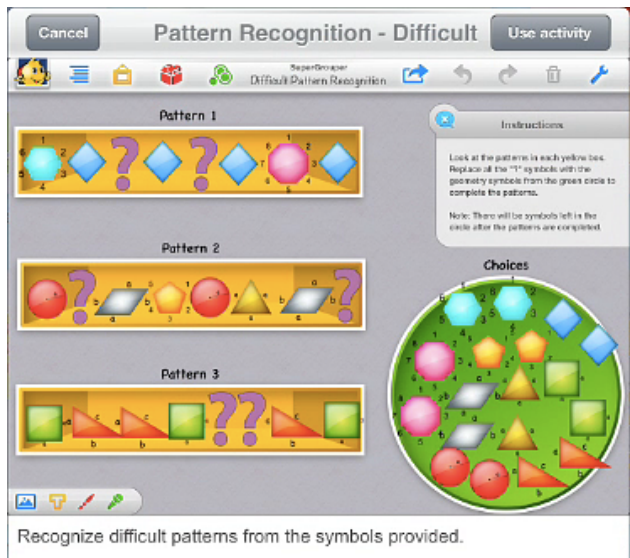 Cancel
Pattern Recognition - Difficult
Use activity
SuperGrouper
Difficult Pattern Recognition
Pattern 1
Instructions
Look at the patterns in each yellow box.
Replace all the "?" symbols with the
geometry symbols from the green circle to
complete the patterns.
Note: There will be symbols left in the
circle after the patterns are completed.
Pattern 2
Choices
Pattern 3
Recognize difficult patterns from the symbols provided.